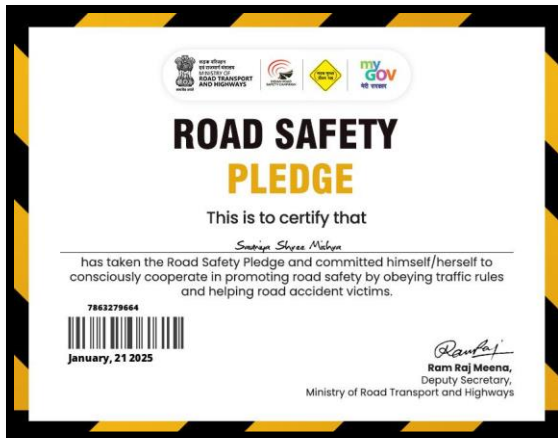 सड़क परिवहन
एवं राजमार्ग मंत्रालय
MINISTRY OF
ROAD TRANSPORT
AND HIGHWAYS
my
GOV
मेरी सरकार
ROAD SAFETY
PLEDGE
This is to certify that
Shree Mishra
has taken the Road Safety Pledge and committed himself/herself to
consciously cooperate in promoting road safety by obeying traffic rules
and helping road accident victims.
7863279664
January, 21 2025
Ram Raj
Ram Raj Meena,
Deputy Secretary,
Ministry of Road Transport and Highways